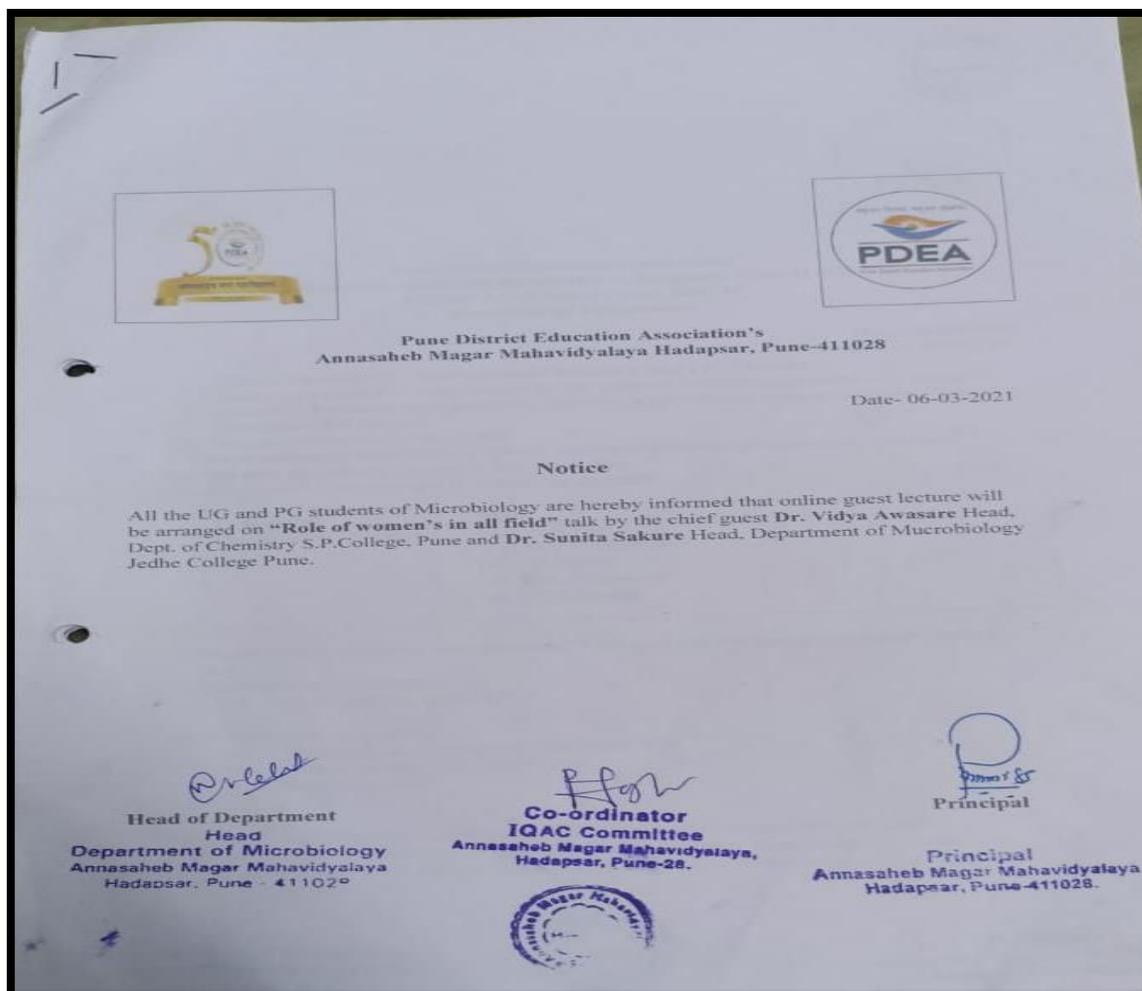 PDEA
PDEA
Pune District Education Association's
Annasaheb Magar Mahavidyalaya Hadapsar, Pune-411028
Date- 06-03-2021
Notice
All the UG and PG students of Microbiology are hereby informed that online guest lecture will
be arranged on “Role of women's in all field” talk by the chief guest Dr. Vidya Awasare Head,
Dept. of Chemistry S.P.College, Pune and Dr. Sunita Sakure Head, Department of Mucrobiology
Jedhe College Pune.
Head of Department
Head
Department of Microbiology
Annasaheb Magar Mahavidyalaya
Hadapsar, Pune - 41102
Co-ordinator
IQAC Committee
Annasaheb Magar Mahavidyalaya,
Hadapsar, Pune-28.
Annasaheb Magar
Principal
Principal
Annasaheb Magar Mahavidyalaya
Hadapsar, Pune-411028.